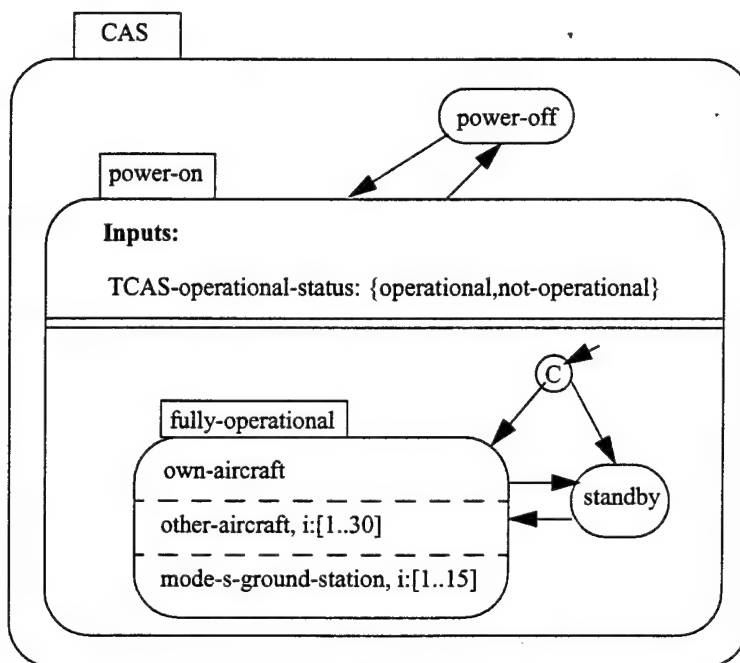 CAS
power-off
power-on
Inputs:
TCAS-operational-status: {operational,not-operational}
C
fully-operational
own-aircraft
standby
other-aircraft, i:[1..30]
mode-s-ground-station, i:[1..15]